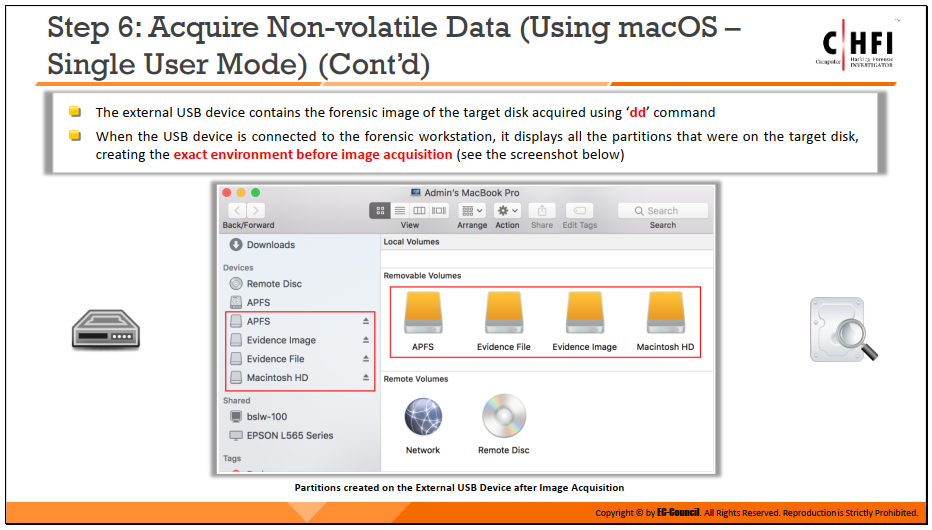 Step 6: Acquire Non-volatile Data (Using macOS –
Single User Mode) (Cont’d)
C|HFI
Computer Hacking Forensic
INVESTIGATOR
The external USB device contains the forensic image of the target disk acquired using ‘dd’ command
When the USB device is connected to the forensic workstation, it displays all the partitions that were on the target disk,
creating the exact environment before image acquisition (see the screenshot below)
Admin's MacBook Pro
Search
Back/Forward View Arrange Action Share Edit Tags Search
Downloads
Devices
Remote Disc
APFS
APFS
Evidence Image
Evidence File
Macintosh HD
Shared
bslw-100
EPSON L565 Series
Tags
Local Volumes
Removable Volumes
APFS Evidence File Evidence Image Macintosh HD
Remote Volumes
Network Remote Disc
Partitions created on the External USB Device after Image Acquisition
Copyright © by EC-Council. All Rights Reserved. Reproduction is Strictly Prohibited.